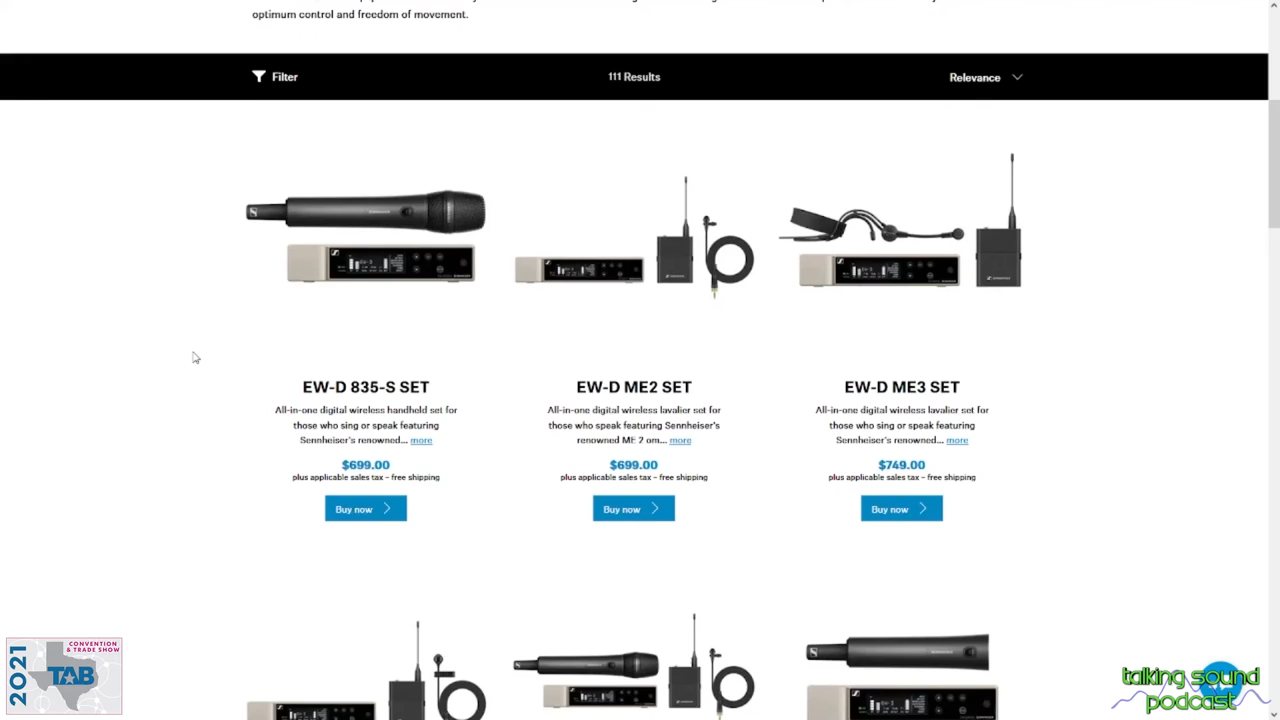 optimum control and freedom of movement.
Filter
111 Results
Relevance
EW-D 835-S SET
All-in-one digital wireless handheld set for
those who sing or speak featuring
Sennheiser's renowned... more
$699.00
plus applicable sales tax – free shipping
Buy now
EW-D ME2 SET
All-in-one digital wireless lavalier set for
those who speak featuring Sennheiser's
renowned ME 2 om... more
$699.00
plus applicable sales tax – free shipping
Buy now
EW-D ME3 SET
All-in-one digital wireless lavalier set for
those who sing or speak featuring
Sennheiser's renowned... more
$749.00
plus applicable sales tax – free shipping
Buy now
2021
CONVENTION
& TRADE SHOW
TAB
talking sound
podcast